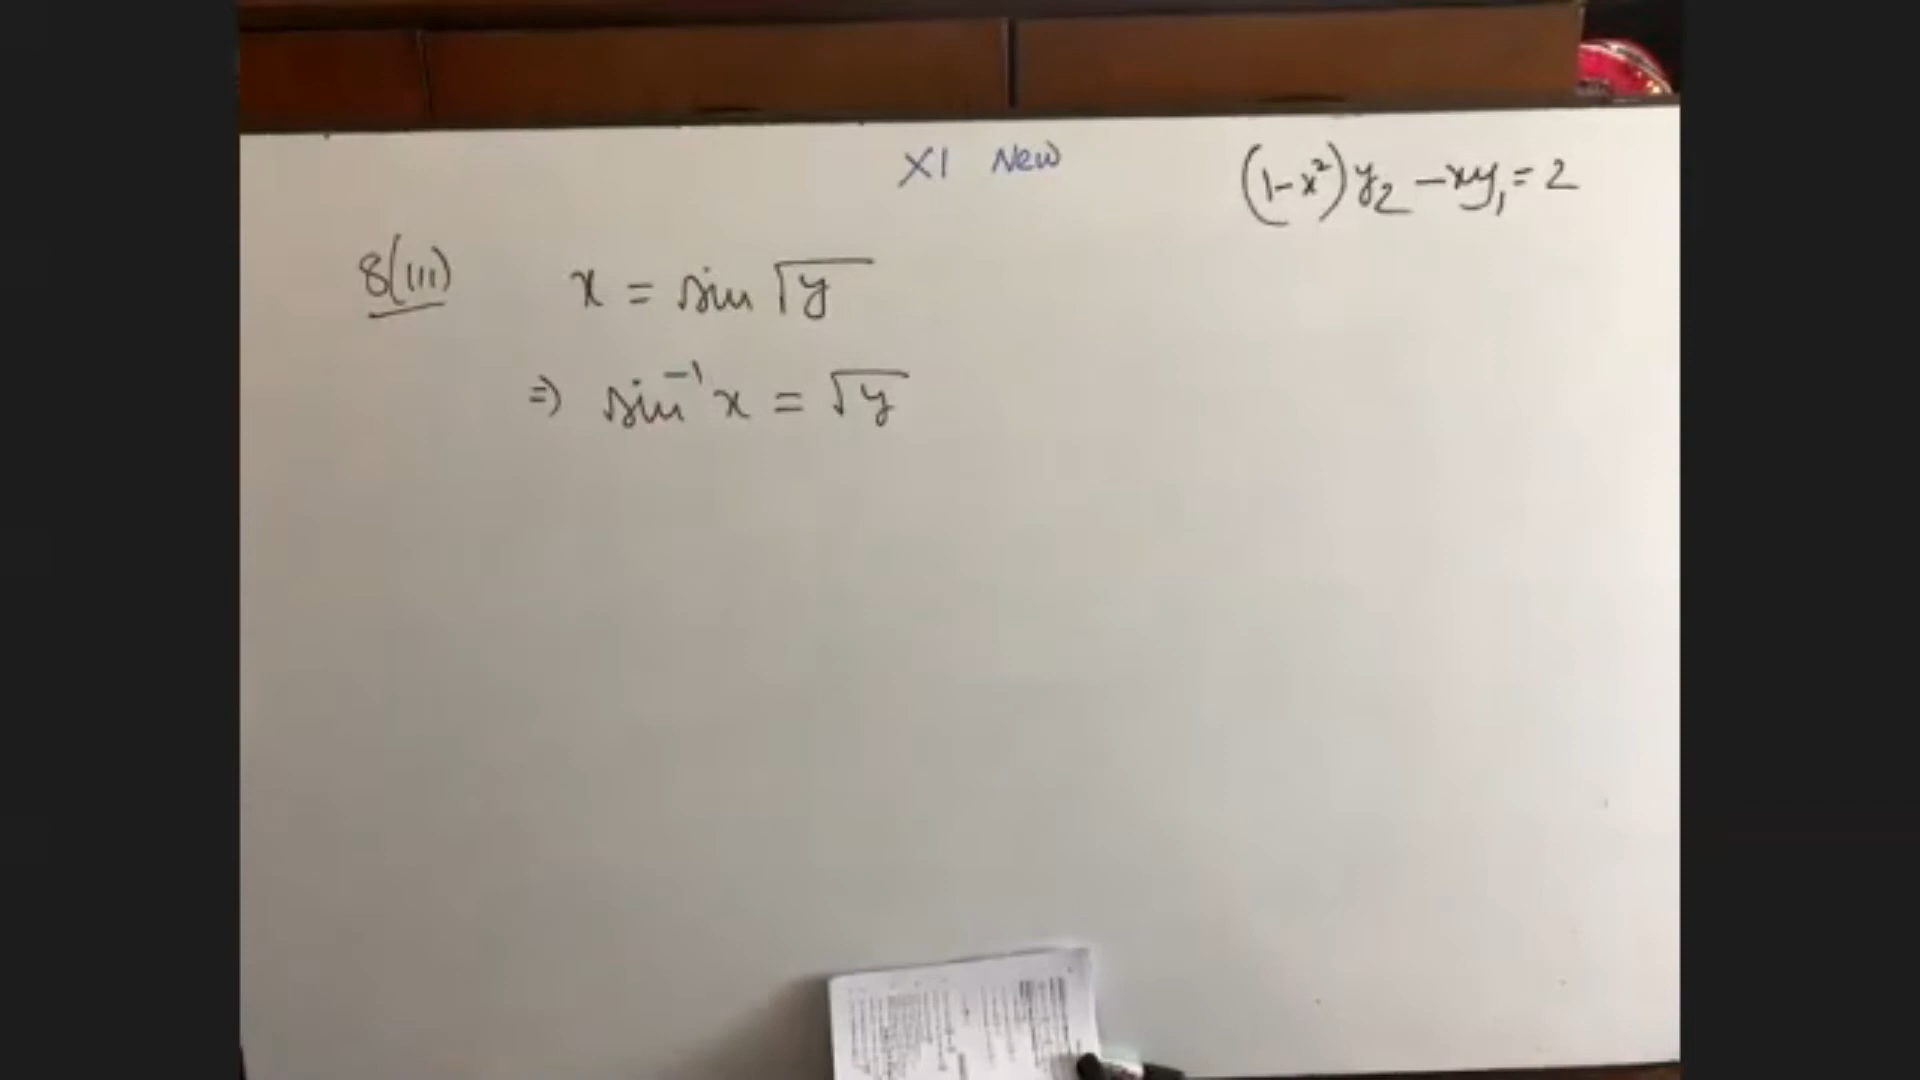 XI New
(1-x²)y₂ -xy₁ = 2
8(iii) x = sin √y
⇒ sin⁻¹x = √y